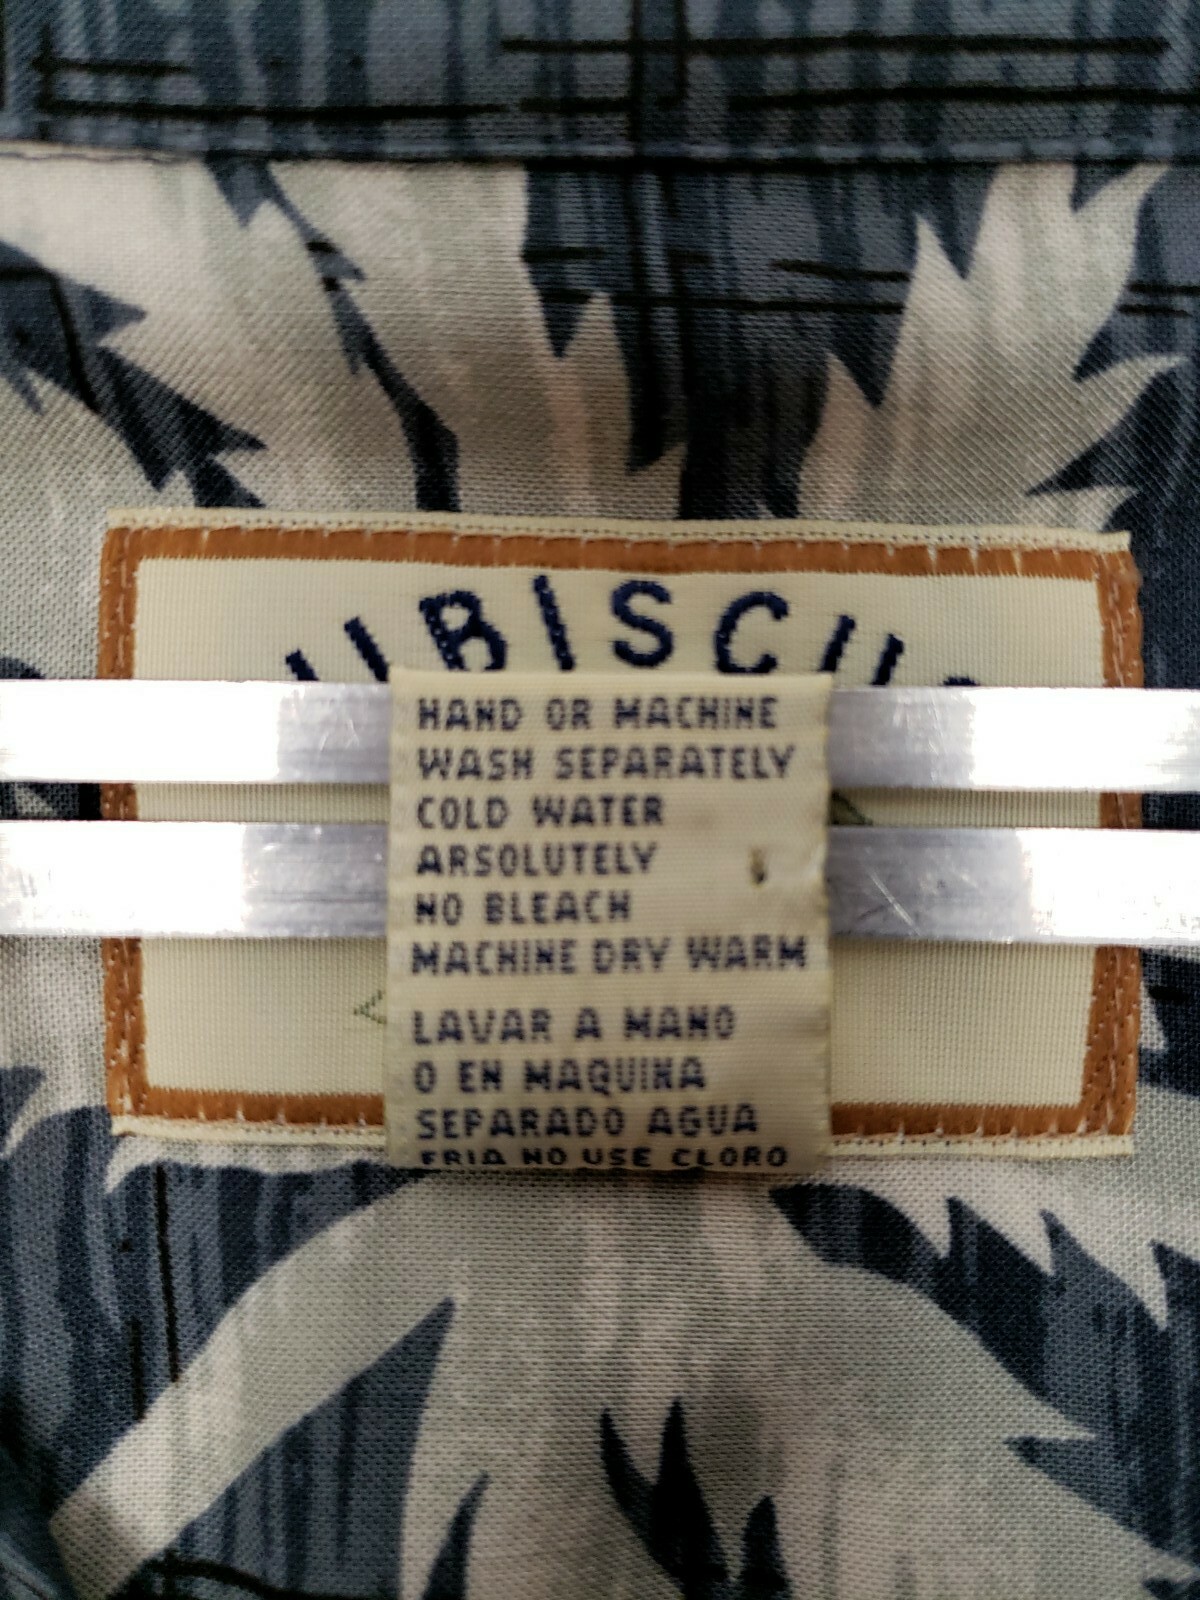 HIBISCUS
HAND OR MACHINE
WASH SEPARATELY
COLD WATER
ARSOLUTELY
NO BLEACH
MACHINE DRY WARM
LAVAR A MANO
O EN MAQUINA
SEPARADO AGUA
FRIA NO USE CLORO